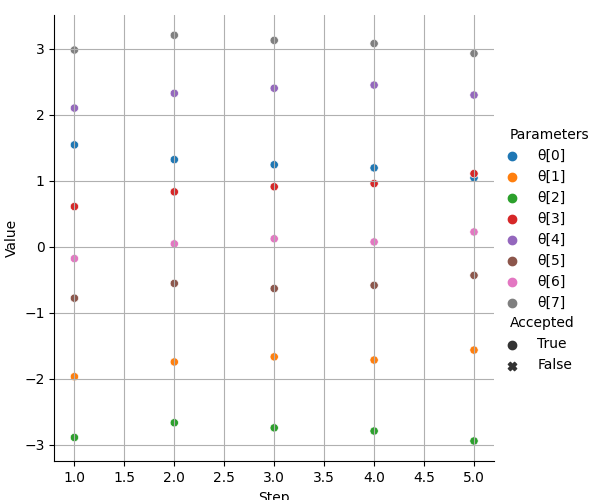 Value
3
2
1
0
−1
−2
−3
1.0 1.5 2.0 2.5 3.0 3.5 4.0 4.5 5.0
Step
Parameters
θ[0]
θ[1]
θ[2]
θ[3]
θ[4]
θ[5]
θ[6]
θ[7]
Accepted
True
False